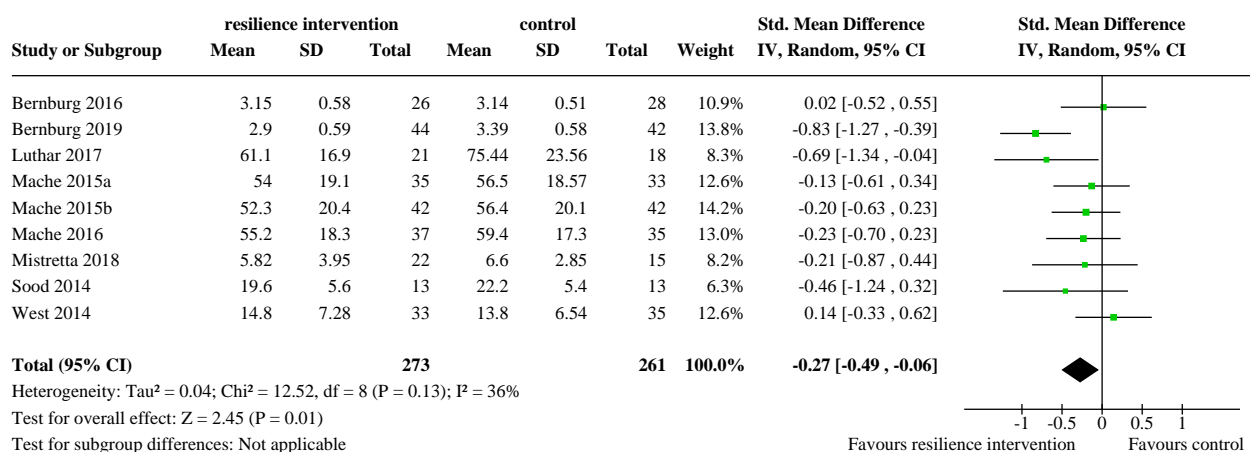 resilience intervention control Std. Mean Difference Std. Mean Difference
Study or Subgroup Mean SD Total Mean SD Total Weight IV, Random, 95% CI IV, Random, 95% CI
Bernburg 2016 3.15 0.58 26 3.14 0.51 28 10.9% 0.02 [-0.52 , 0.55]
Bernburg 2019 2.9 0.59 44 3.39 0.58 42 13.8% -0.83 [-1.27 , -0.39]
Luthar 2017 61.1 16.9 21 75.44 23.56 18 8.3% -0.69 [-1.34 , -0.04]
Mache 2015a 54 19.1 35 56.5 18.57 33 12.6% -0.13 [-0.61 , 0.34]
Mache 2015b 52.3 20.4 42 56.4 20.1 42 14.2% -0.20 [-0.63 , 0.23]
Mache 2016 55.2 18.3 37 59.4 17.3 35 13.0% -0.23 [-0.70 , 0.23]
Mistretta 2018 5.82 3.95 22 6.6 2.85 15 8.2% -0.21 [-0.87 , 0.44]
Sood 2014 19.6 5.6 13 22.2 5.4 13 6.3% -0.46 [-1.24 , 0.32]
West 2014 14.8 7.28 33 13.8 6.54 35 12.6% 0.14 [-0.33 , 0.62]
Total (95% CI) 273 261 100.0% -0.27 [-0.49 , -0.06]
Heterogeneity: Tau² = 0.04; Chi² = 12.52, df = 8 (P = 0.13); I² = 36%
Test for overall effect: Z = 2.45 (P = 0.01)
Test for subgroup differences: Not applicable
-1 -0.5 0 0.5 1
Favours resilience intervention Favours control